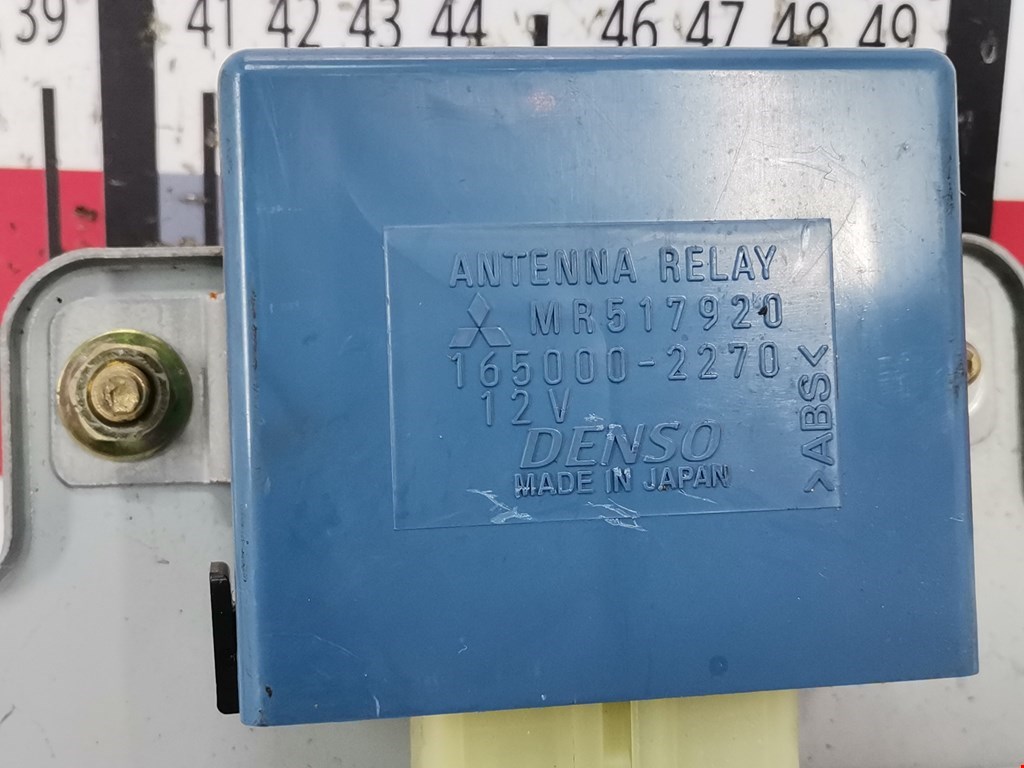 39 41 42 43 44 46 47 48 49
ANTENNA RELAY
MR517920
165000-2270
12V
DENSO
MADE IN JAPAN
>ABS<